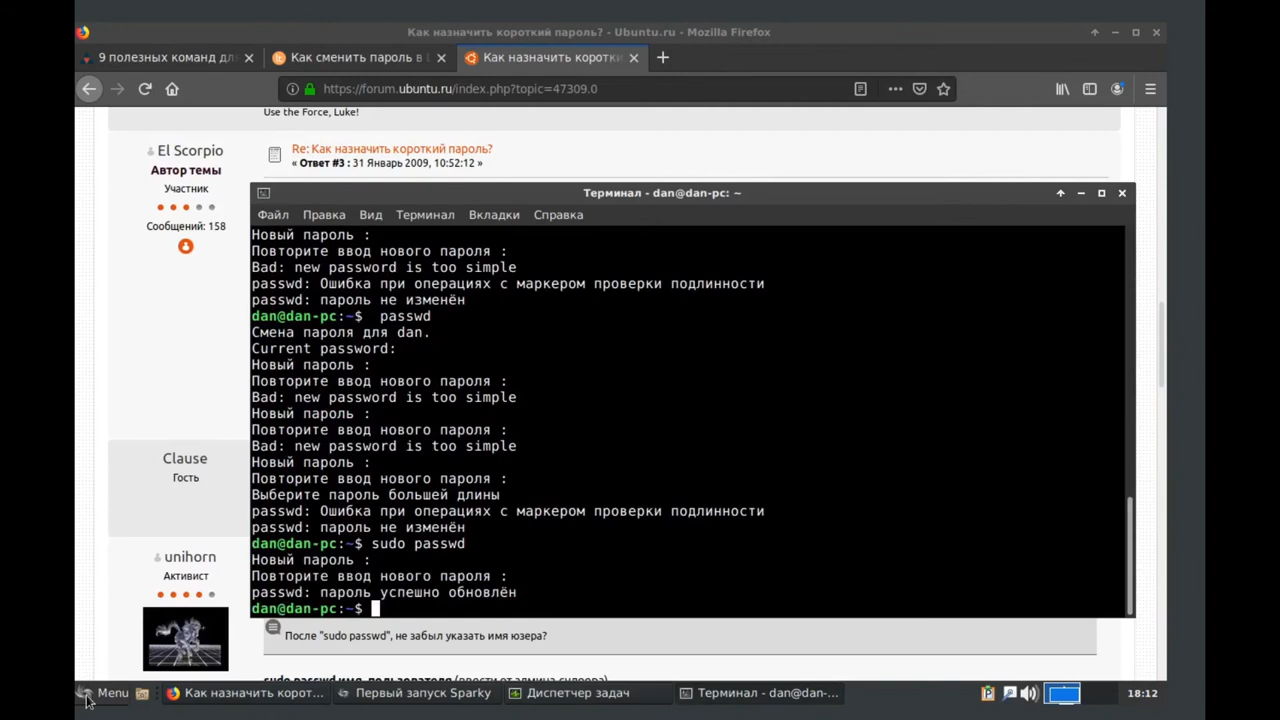 Как назначить короткий пароль? - Ubuntu.ru - Mozilla Firefox
9 полезных команд дл
Как сменить пароль в L
Как назначить коротки
https://forum.ubuntu.ru/index.php?topic=47309.0
Use the Force, Luke!
El Scorpio
Автор темы
Участник
Сообщений: 158
Re: Как назначить короткий пароль?
« Ответ #3 : 31 Январь 2009, 10:52:12 »
Терминал - dan@dan-pc: ~
Файл Правка Вид Терминал Вкладки Справка
Новый пароль :
Повторите ввод нового пароля :
Bad: new password is too simple
passwd: Ошибка при операциях с маркером проверки подлинности
passwd: пароль не изменён
dan@dan-pc:~$  passwd
Смена пароля для dan.
Current password:
Новый пароль :
Повторите ввод нового пароля :
Bad: new password is too simple
Новый пароль :
Повторите ввод нового пароля :
Bad: new password is too simple
Новый пароль :
Повторите ввод нового пароля :
Выберите пароль большей длины
passwd: Ошибка при операциях с маркером проверки подлинности
passwd: пароль не изменён
dan@dan-pc:~$ sudo passwd
Новый пароль :
Повторите ввод нового пароля :
passwd: пароль успешно обновлён
dan@dan-pc:~$
Clause
Гость
unihorn
Активист
После "sudo passwd", не забыл указать имя юзера?
Menu
Как назначить корот...
Первый запуск Sparky
Диспетчер задач
Терминал - dan@dan-...
18:12